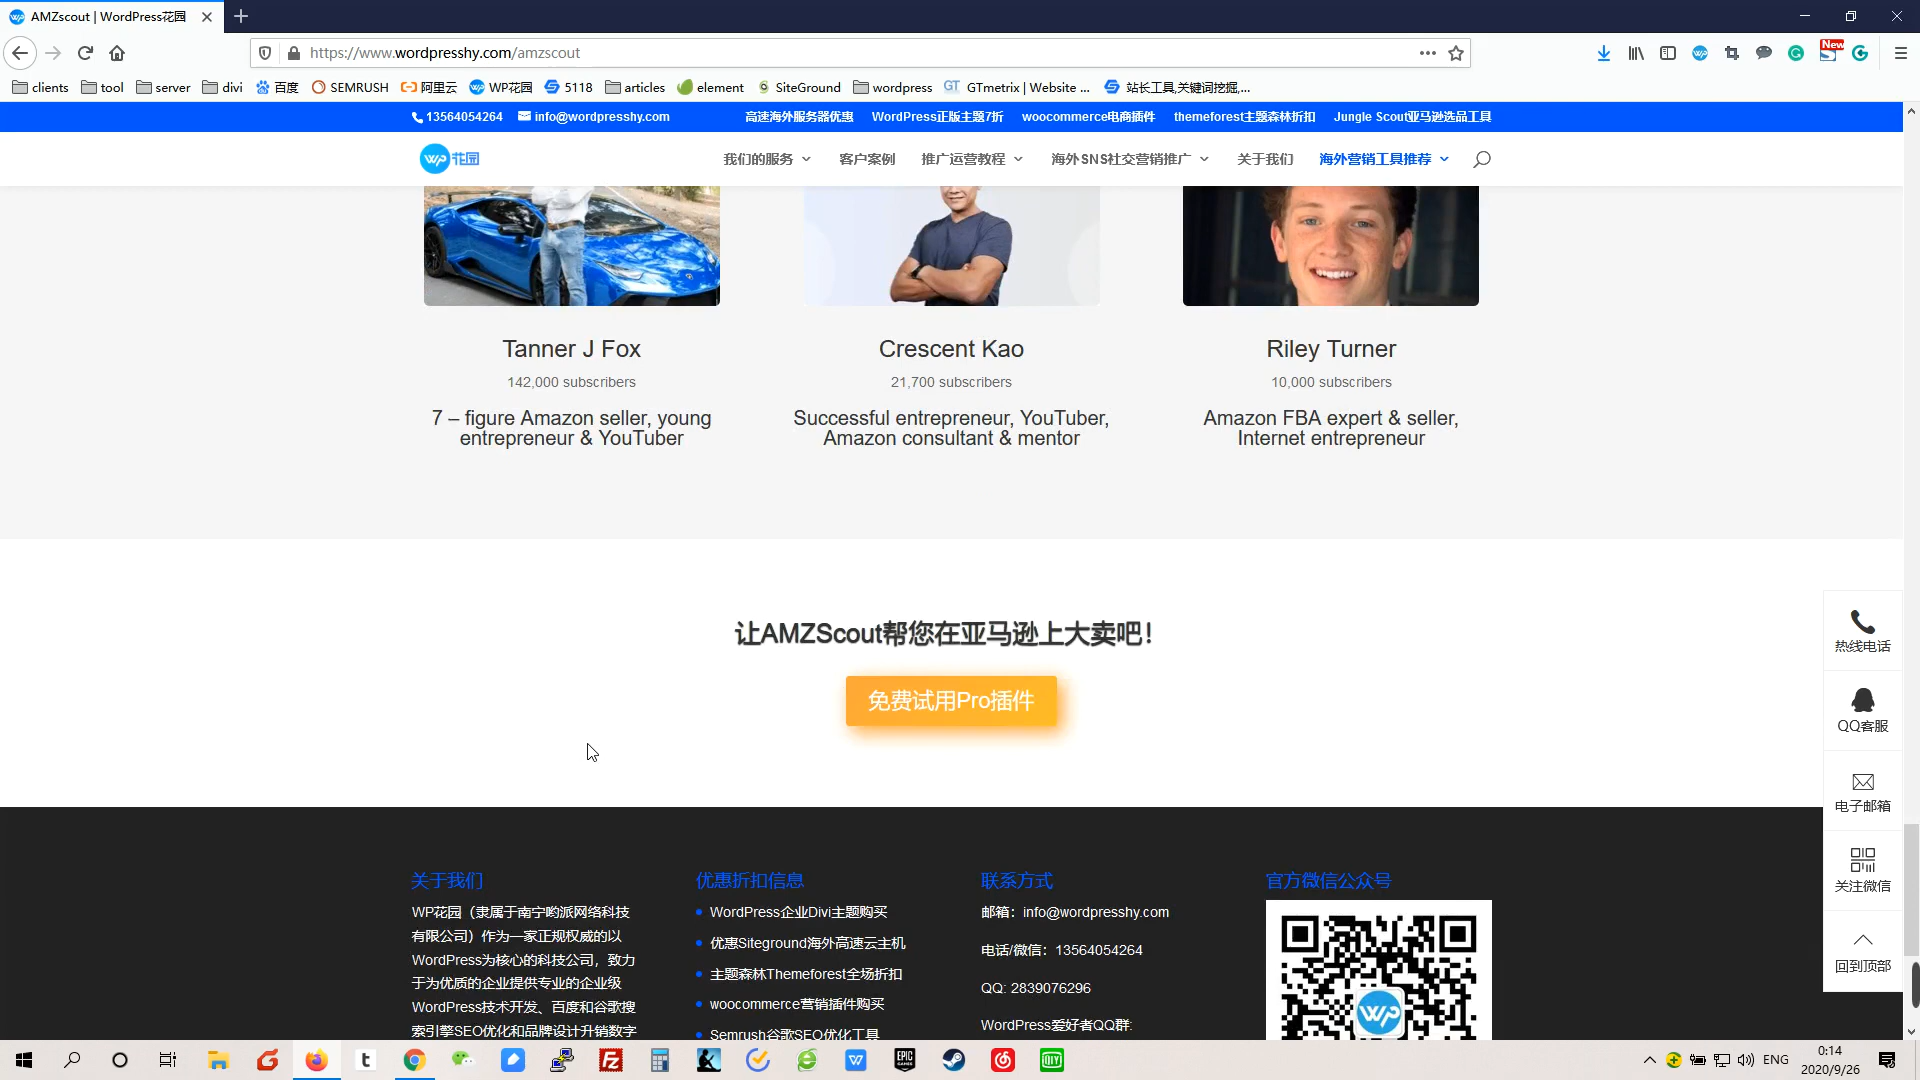 AMZscout | WordPress花园
https://www.wordpresshy.com/amzscout
New
clients tool server divi 百度 SEMRUSH 阿里云 WP花园 5118 articles element SiteGround wordpress GTmetrix | Website ... 站长工具,关键词挖掘,...
13564054264 info@wordpresshy.com 高速海外服务器优惠 WordPress正版主题7折 woocommerce电商插件 themeforest主题森林折扣 Jungle Scout亚马逊选品工具
WP花园 我们的服务 客户案例 推广运营教程 海外SNS社交营销推广 关于我们 海外营销工具推荐
Tanner J Fox
142,000 subscribers
7 – figure Amazon seller, young
entrepreneur & YouTuber
Crescent Kao
21,700 subscribers
Successful entrepreneur, YouTuber,
Amazon consultant & mentor
Riley Turner
10,000 subscribers
Amazon FBA expert & seller,
Internet entrepreneur
让AMZScout帮您在亚马逊上大卖吧！
免费试用Pro插件
热线电话
QQ客服
电子邮箱
关注微信
回到顶部
关于我们
WP花园（隶属于南宁哟派网络科技
有限公司）作为一家正规权威的以
WordPress为核心的科技公司，致力
于为优质的企业提供专业的企业级
WordPress技术开发、百度和谷歌搜
索引擎SEO优化和品牌设计升销数字
优惠折扣信息
WordPress企业Divi主题购买
优惠Siteground海外高速云主机
主题森林Themeforest全场折扣
woocommerce营销插件购买
Semrush谷歌SEO优化工具
联系方式
邮箱：info@wordpresshy.com
电话/微信：13564054264
QQ: 2839076296
WordPress爱好者QQ群:
官方微信公众号
WP
ENG
0:14
2020/9/26